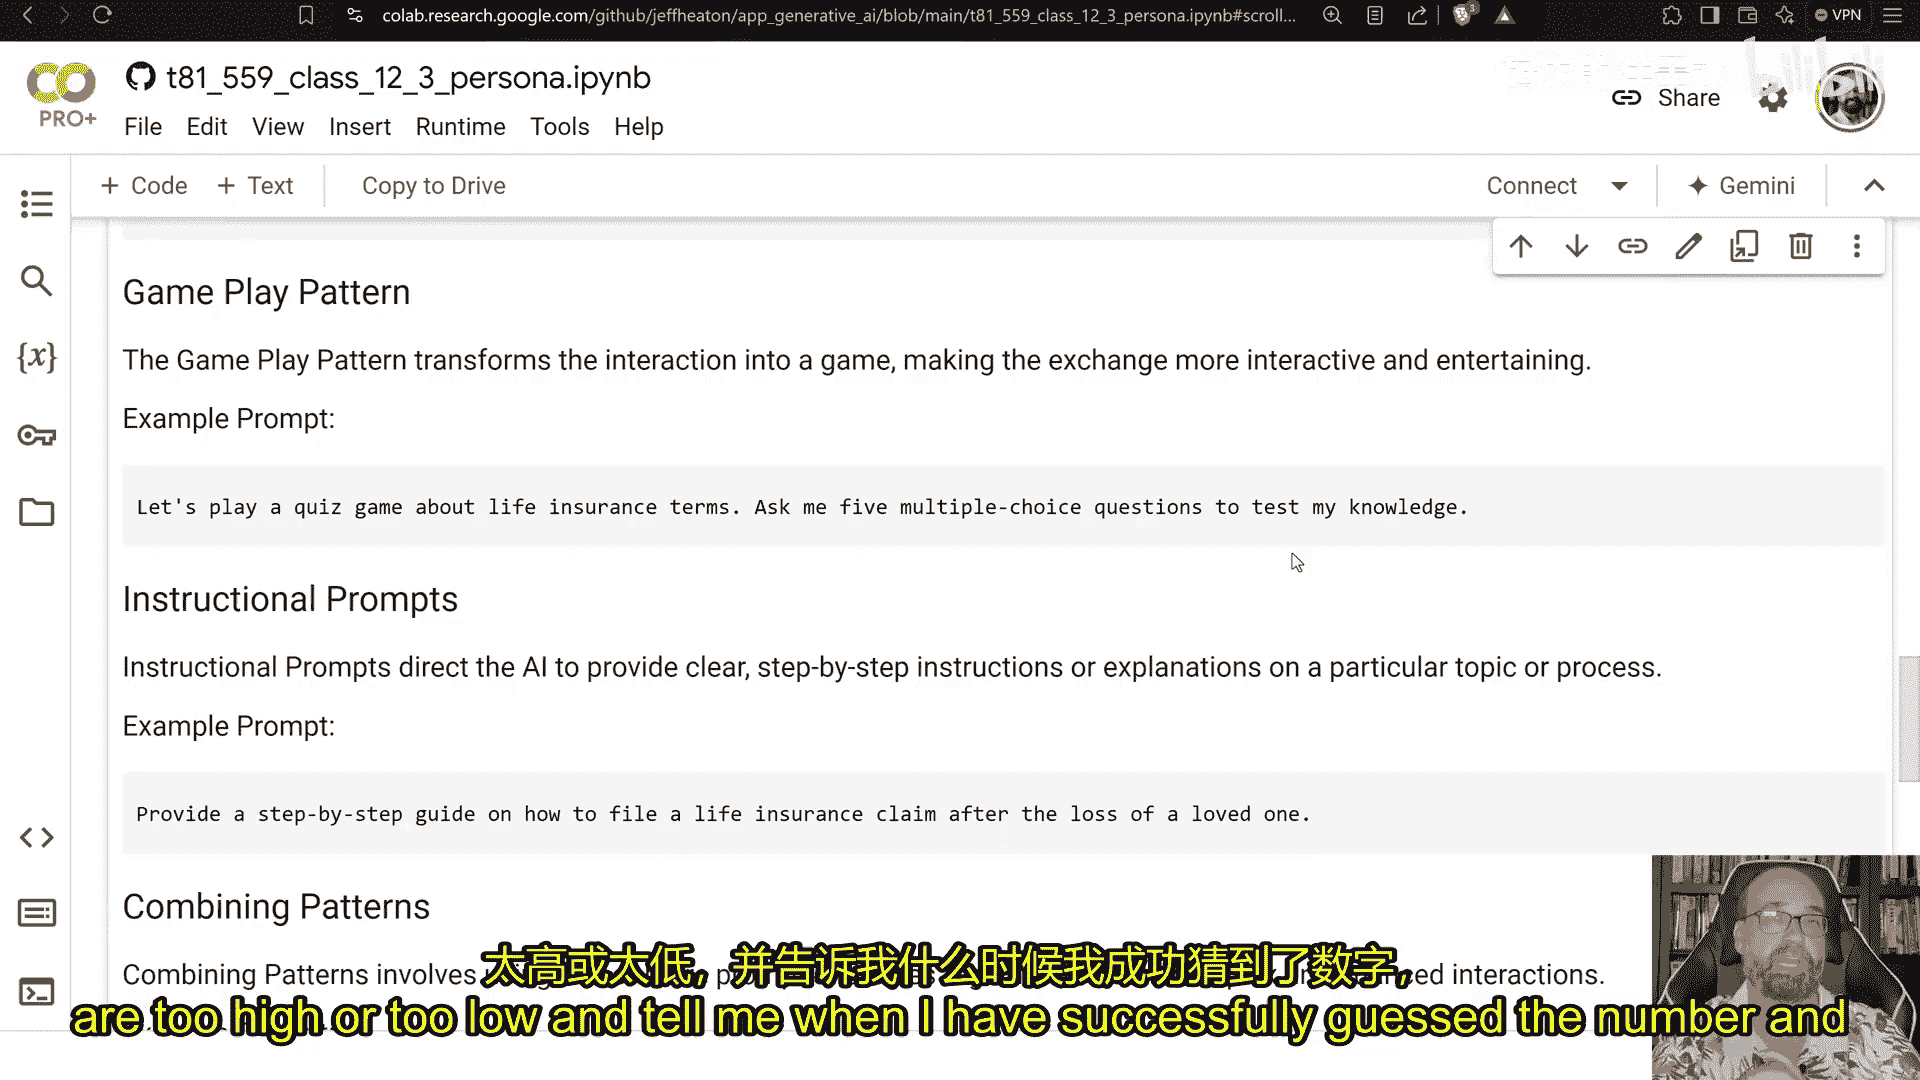 colab.research.google.com/github/jeffheaton/app_generative_ai/blob/main/t81_559_class_12_3_persona.ipynb#scroll...
3
VPN
t81_559_class_12_3_persona.ipynb
bilibili
Share
PRO+
File Edit View Insert Runtime Tools Help
+ Code + Text Copy to Drive
Connect Gemini
Game Play Pattern
The Game Play Pattern transforms the interaction into a game, making the exchange more interactive and entertaining.
Example Prompt:
Let's play a quiz game about life insurance terms. Ask me five multiple-choice questions to test my knowledge.
{x}
Instructional Prompts
Instructional Prompts direct the AI to provide clear, step-by-step instructions or explanations on a particular topic or process.
Example Prompt:
Provide a step-by-step guide on how to file a life insurance claim after the loss of a loved one.
Combining Patterns
Combining Patterns involves
ced interactions.
太高或太低，并告诉我什么时候我成功猜到了数字，
are too high or too low and tell me when I have successfully guessed the number and